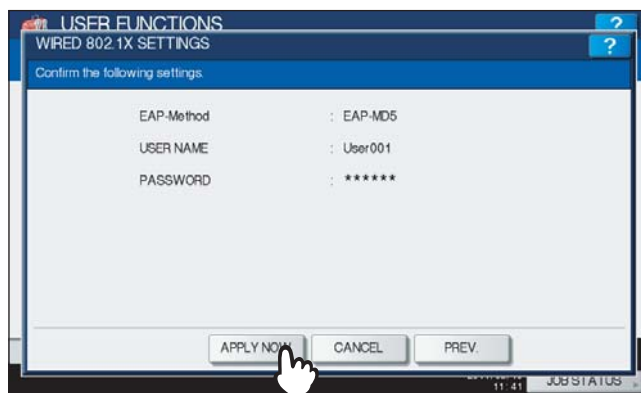 USER FUNCTIONS
?
WIRED 802.1X SETTINGS
?
Confirm the following settings.
EAP-Method : EAP-MD5
USER NAME : User001
PASSWORD : ******
APPLY NOW CANCEL PREV.
11:41 JOB STATUS